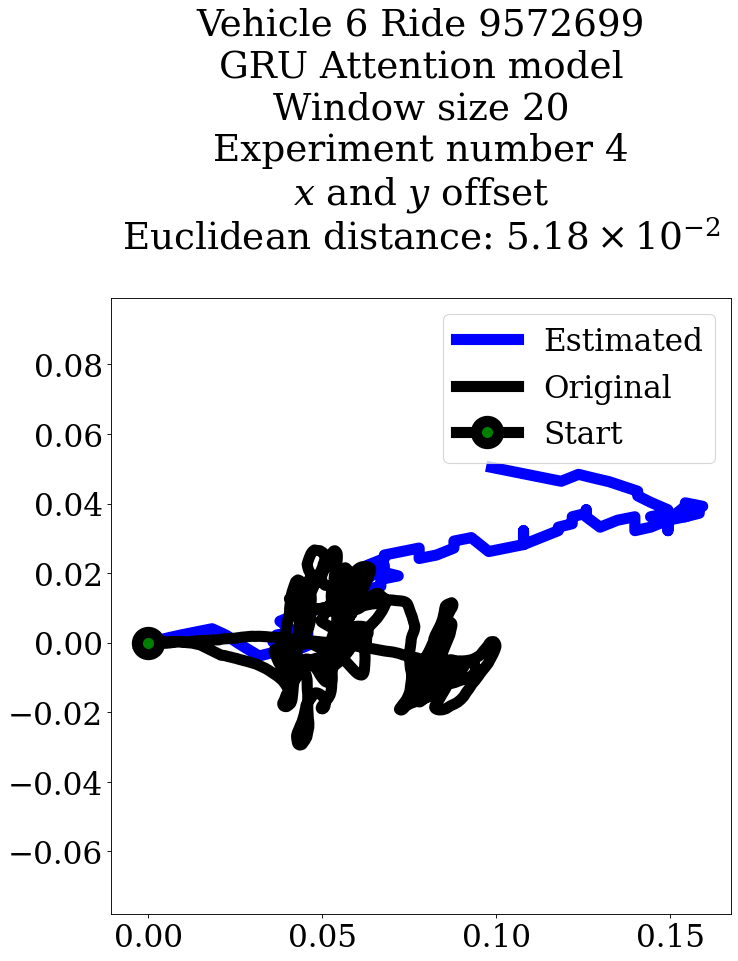 Vehicle 6 Ride 9572699
GRU Attention model
Window size 20
Experiment number 4
x and y offset
Euclidean distance: 5.18 × 10⁻²
Estimated
Original
Start
0.08
0.06
0.04
0.02
0.00
−0.02
−0.04
−0.06
0.00 0.05 0.10 0.15